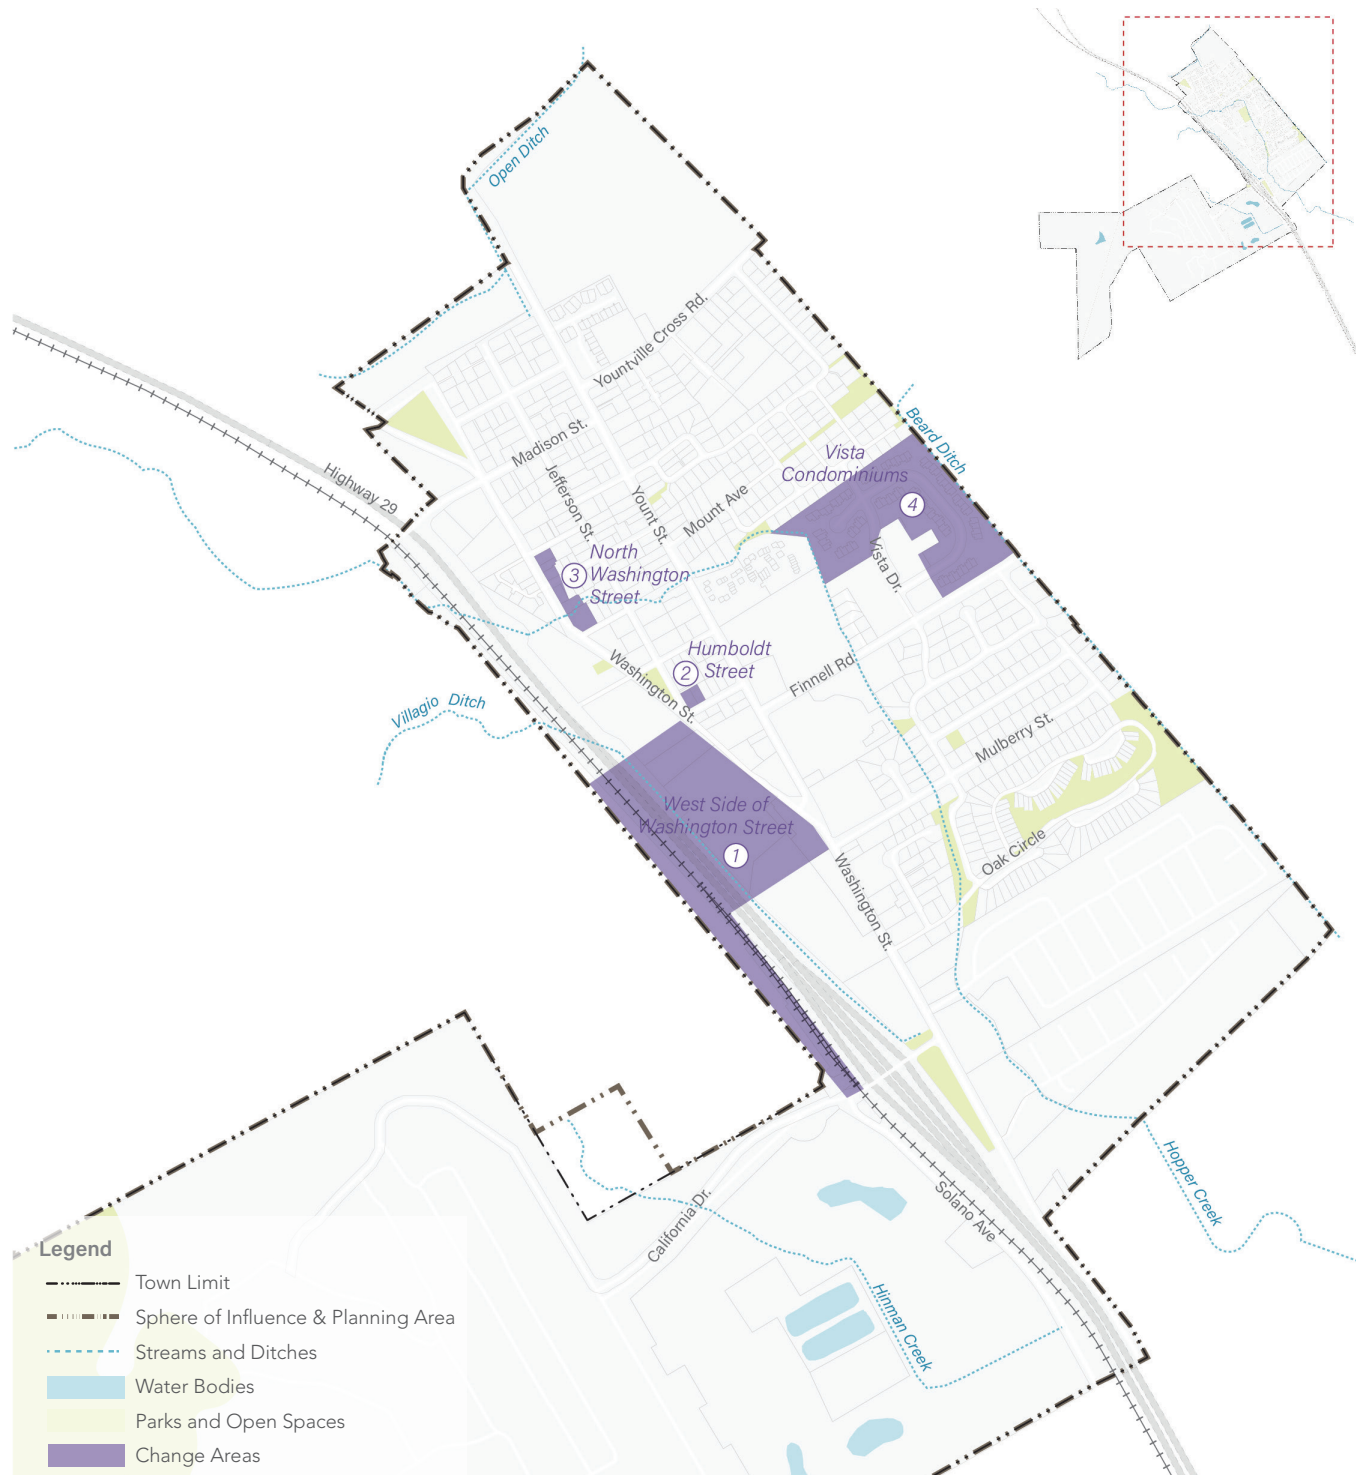 Open Ditch
Yountville Cross Rd.
Madison St.
Highway 29
Jefferson St.
Yount St.
Mount Ave
Beard Ditch
Vista
Condominiums
4
Vista Dr.
North
Washington
Street
3
Humboldt
Street
2
Washington St.
Finnell Rd.
Villagio Ditch
Mulberry St.
West Side of
Washington Street
1
Oak Circle
Washington St.
Hopper Creek
Solano Ave
California Dr.
Hinman Creek
Legend
Town Limit
Sphere of Influence & Planning Area
Streams and Ditches
Water Bodies
Parks and Open Spaces
Change Areas